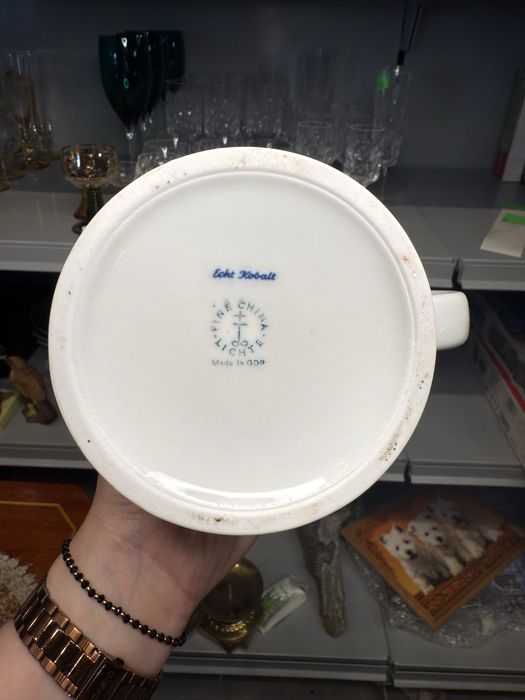 Echt Kobalt
FINE CHINA
LICHTE
Made in GDR